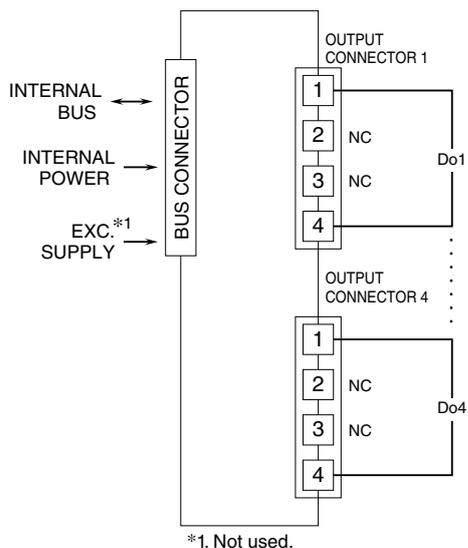 OUTPUT
CONNECTOR 1
INTERNAL
BUS
INTERNAL
POWER
EXC.*1
SUPPLY
BUS CONNECTOR
1
2 NC
3 NC
4
Do1
OUTPUT
CONNECTOR 4
1
2 NC
3 NC
4
Do4
*1. Not used.